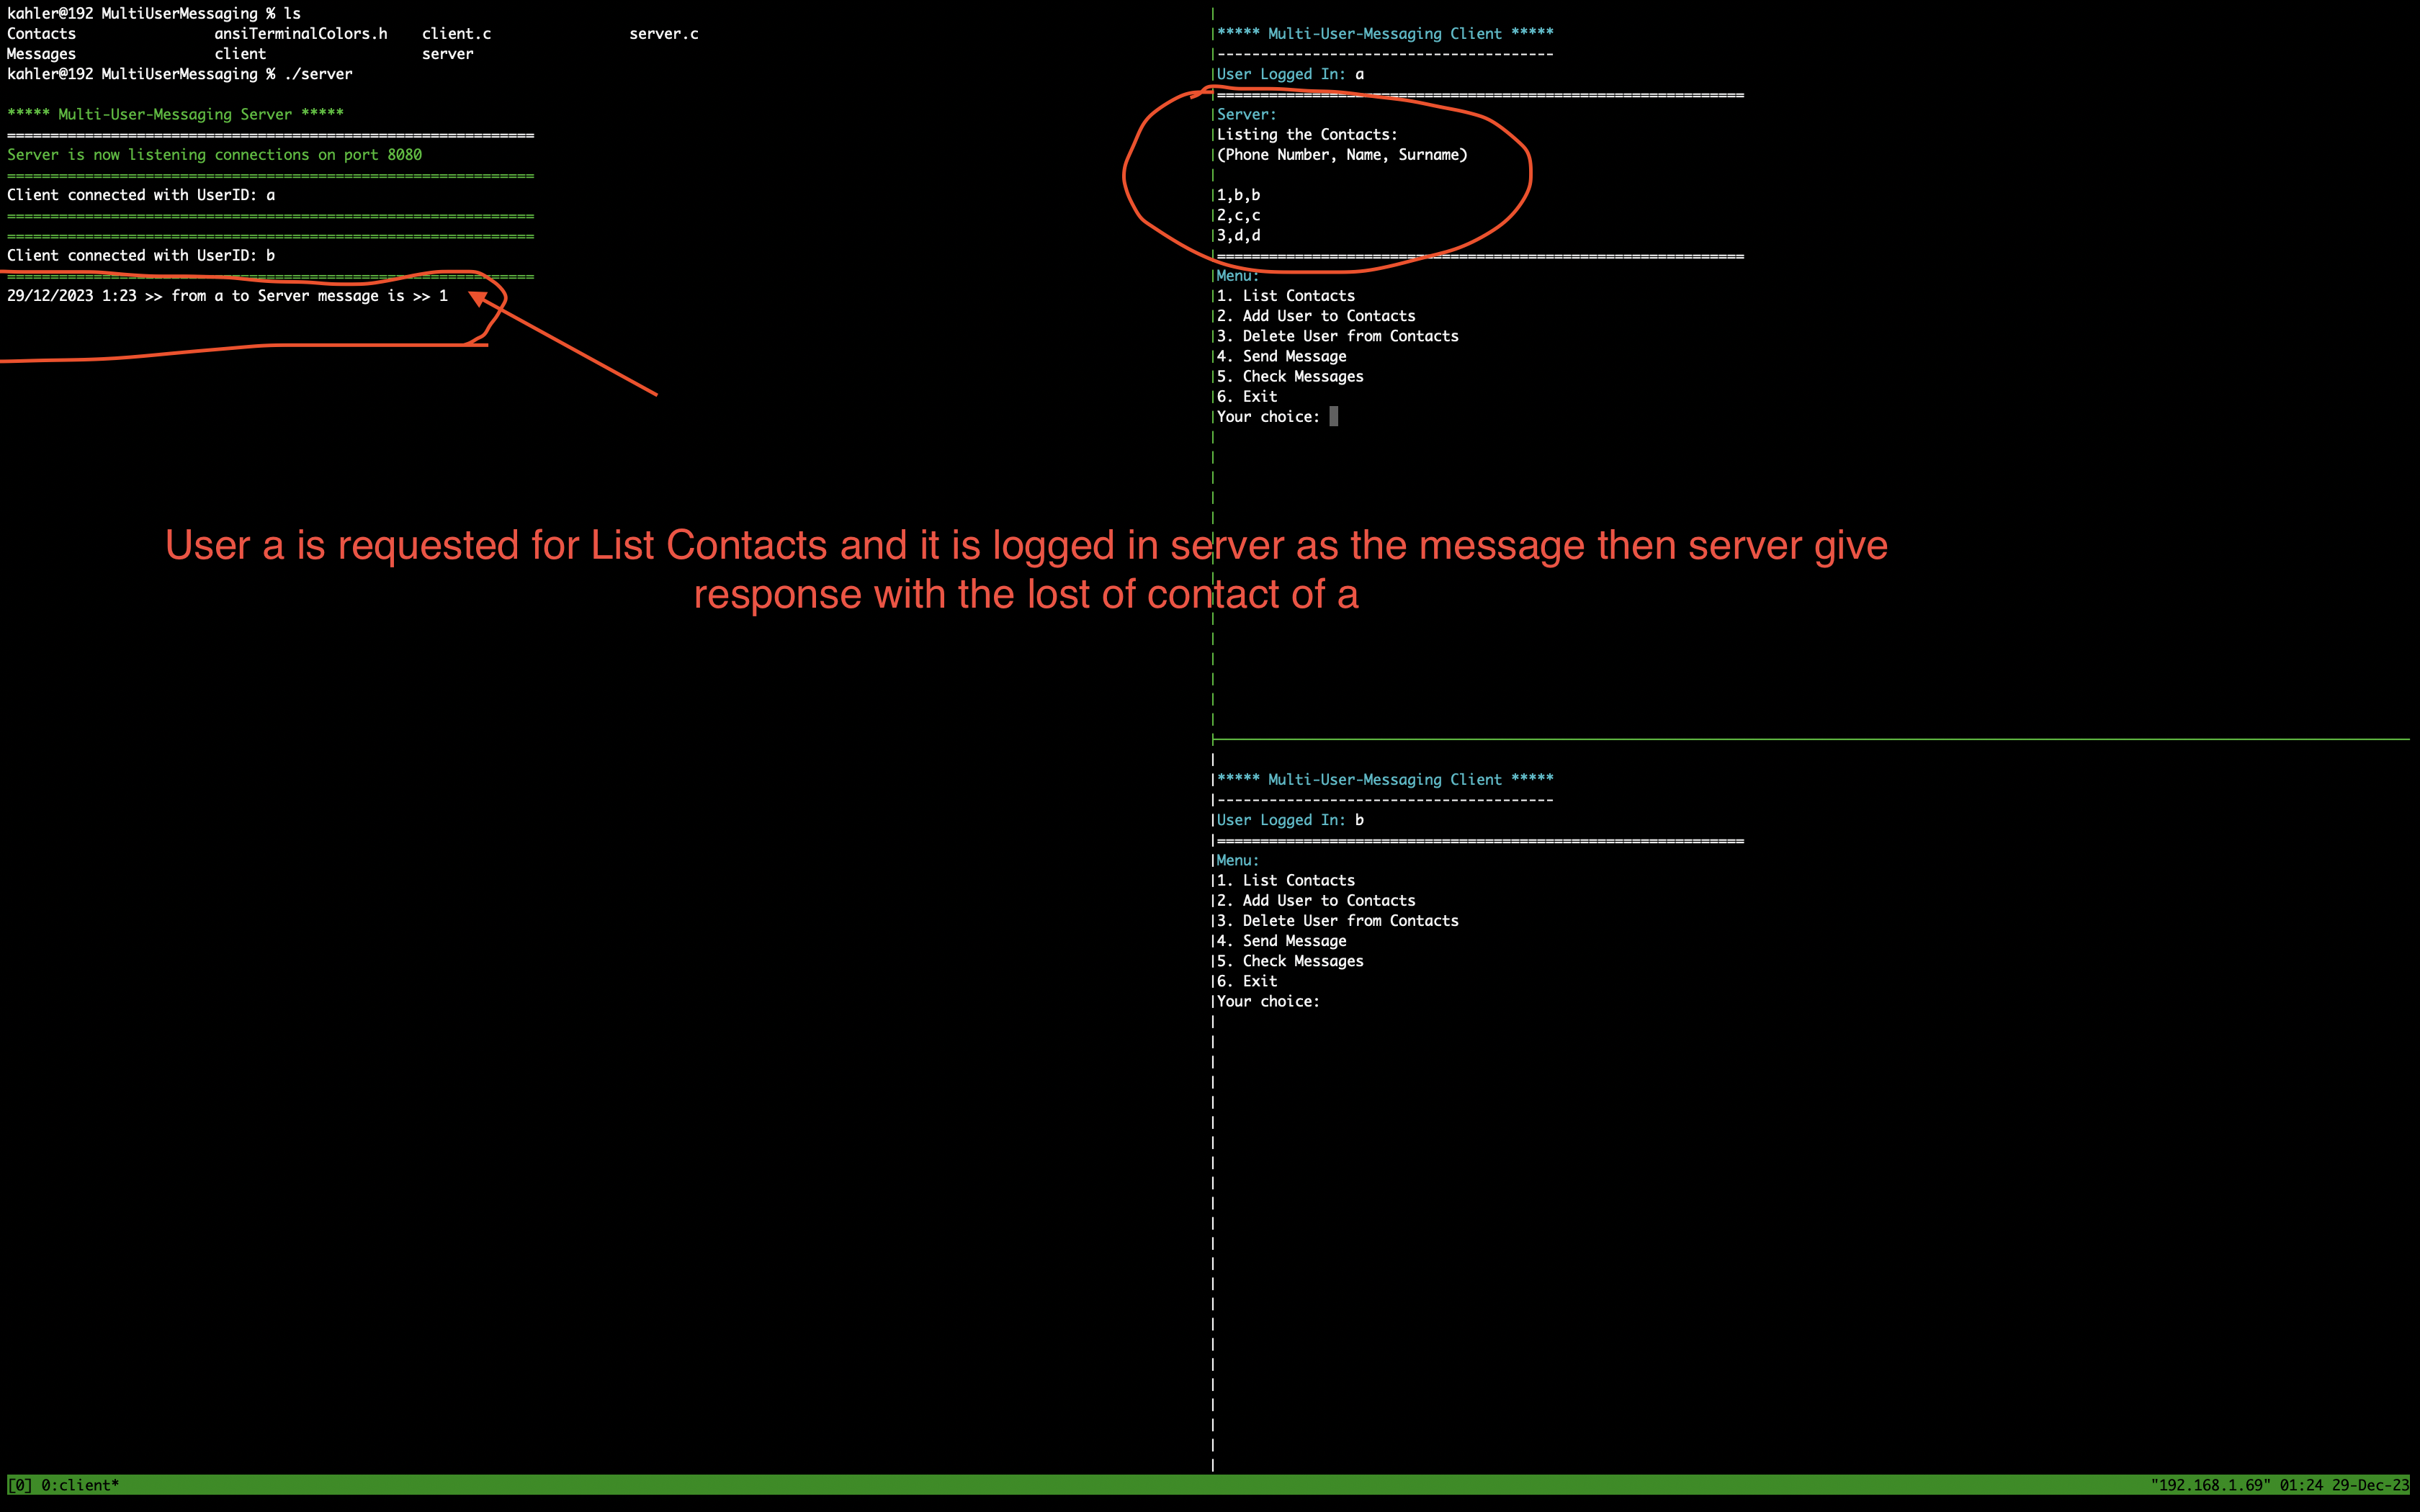 kahler@192 MultiUserMessaging % ls
Contacts ansiTerminalColors.h client.c server.c
Messages client server
kahler@192 MultiUserMessaging % ./server
***** Multi-User-Messaging Server *****
=============================================================
Server is now listening connections on port 8080
=============================================================
Client connected with UserID: a
=============================================================
=============================================================
Client connected with UserID: b
=============================================================
29/12/2023 1:23 >> from a to Server message is >> 1
***** Multi-User-Messaging Client *****
---------------------------------------
User Logged In: a
=============================================================
Server:
Listing the Contacts:
(Phone Number, Name, Surname)
1,b,b
2,c,c
3,d,d
=============================================================
Menu:
1. List Contacts
2. Add User to Contacts
3. Delete User from Contacts
4. Send Message
5. Check Messages
6. Exit
Your choice:
User a is requested for List Contacts and it is logged in server as the message then server give
response with the lost of contact of a
***** Multi-User-Messaging Client *****
---------------------------------------
User Logged In: b
=============================================================
Menu:
1. List Contacts
2. Add User to Contacts
3. Delete User from Contacts
4. Send Message
5. Check Messages
6. Exit
Your choice:
[0] 0:client* "192.168.1.69" 01:24 29-Dec-23